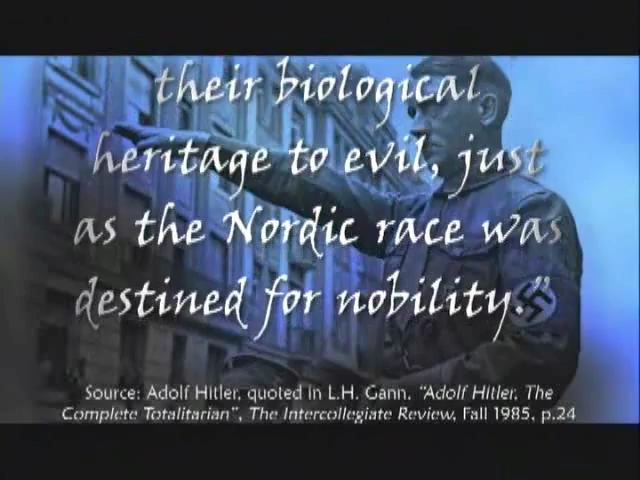 their biological
heritage to evil, just
as the Nordic race was
destined for nobility."
Source: Adolf Hitler, quoted in L.H. Gann, "Adolf Hitler, The
Complete Totalitarian", The Intercollegiate Review, Fall 1985, p.24